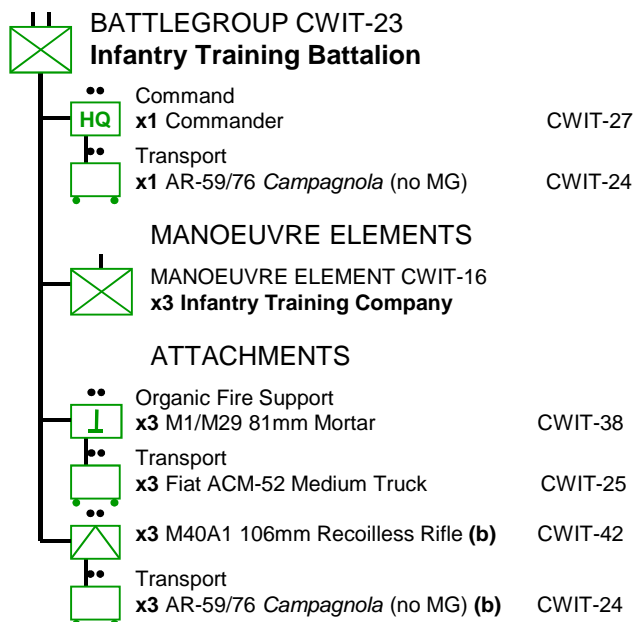 BATTLEGROUP CWIT-23
Infantry Training Battalion
Command
HQ x1 Commander CWIT-27
Transport
x1 AR-59/76 Campagnola (no MG) CWIT-24
MANOEUVRE ELEMENTS
MANOEUVRE ELEMENT CWIT-16
x3 Infantry Training Company
ATTACHMENTS
Organic Fire Support
x3 M1/M29 81mm Mortar CWIT-38
Transport
x3 Fiat ACM-52 Medium Truck CWIT-25
x3 M40A1 106mm Recoilless Rifle (b) CWIT-42
Transport
x3 AR-59/76 Campagnola (no MG) (b) CWIT-24